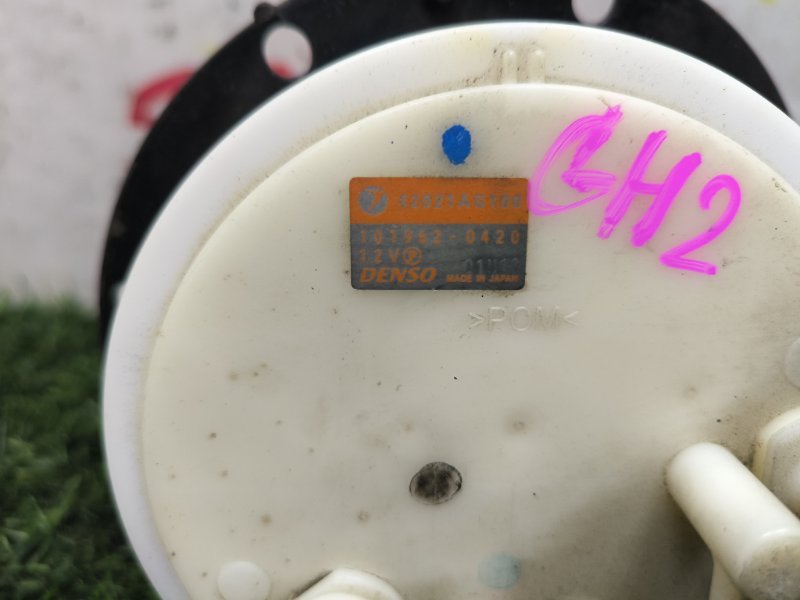 GH2
101962-0420
12V
DENSO MADE IN JAPAN
>POM<